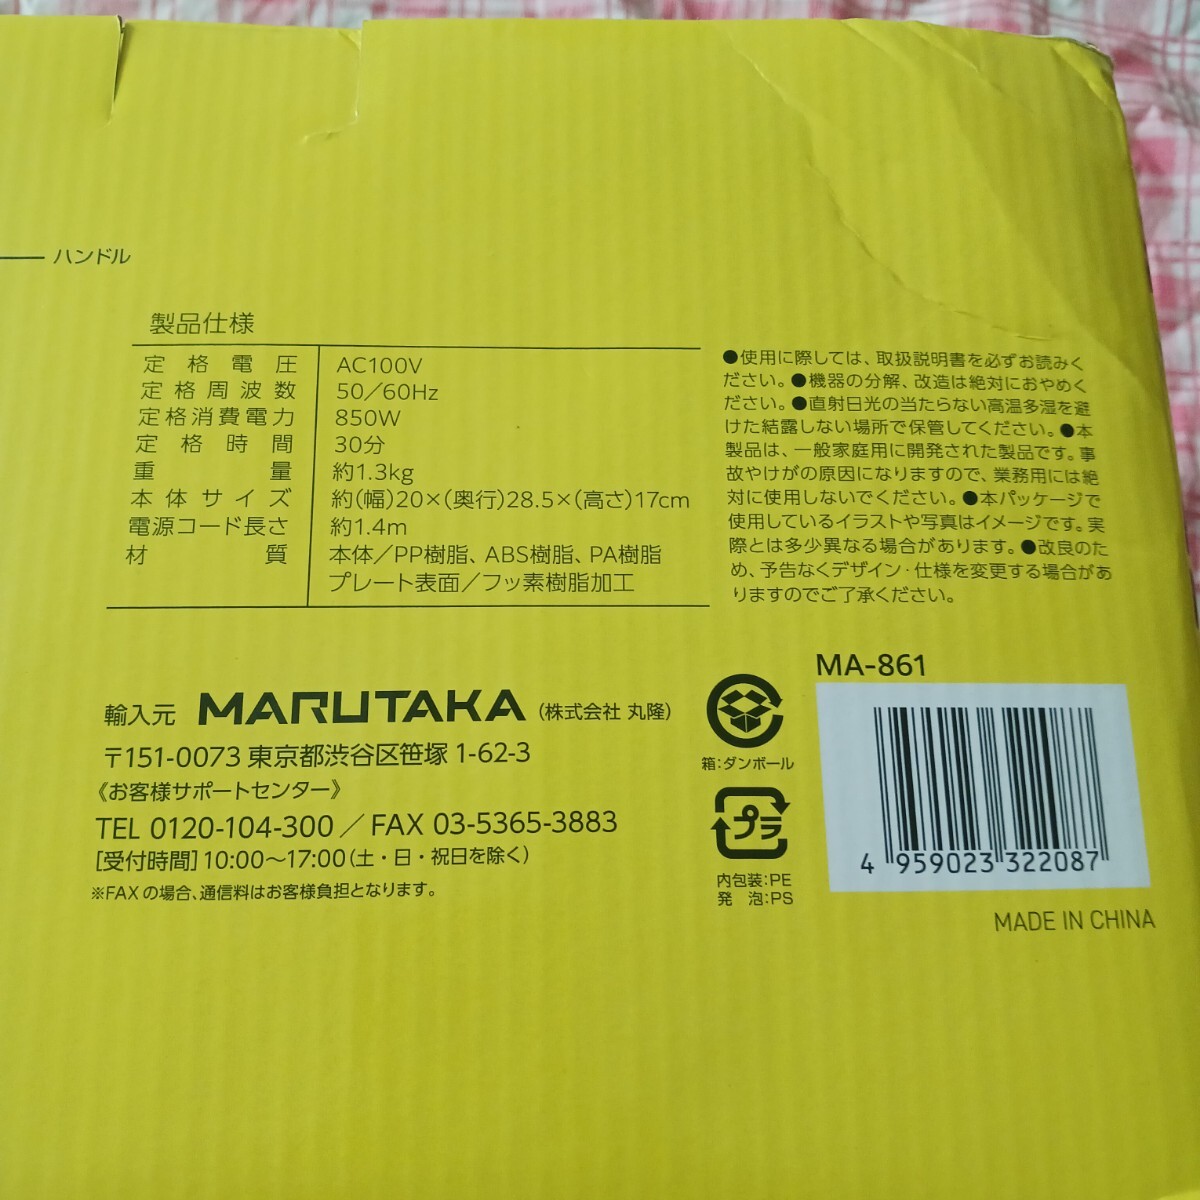 ハンドル
製品仕様
定格電圧 AC100V
定格周波数 50／60Hz
定格消費電力 850W
定格時間 30分
重量 約1.3kg
本体サイズ 約(幅)20×(奥行)28.5×(高さ)17cm
電源コード長さ 約1.4m
材質 本体／PP樹脂、ABS樹脂、PA樹脂
プレート表面／フッ素樹脂加工
●使用に際しては、取扱説明書を必ずお読みく
ださい。●機器の分解、改造は絶対におやめく
ださい。●直射日光の当たらない高温多湿を避
けた結露しない場所で保管してください。●本
製品は、一般家庭用に開発された製品です。事
故やけがの原因になりますので、業務用には絶
対に使用しないでください。●本パッケージで
使用しているイラストや写真はイメージです。実
際とは多少異なる場合があります。●改良のた
め、予告なくデザイン・仕様を変更する場合があ
りますのでご了承ください。
輸入元 MARUTAKA (株式会社 丸隆)
〒151-0073 東京都渋谷区笹塚 1-62-3
《お客様サポートセンター》
TEL 0120-104-300／FAX 03-5365-3883
[受付時間] 10:00〜17:00(土・日・祝日を除く)
※FAXの場合、通信料はお客様負担となります。
箱:ダンボール
プラ
内包装:PE
発泡:PS
MA-861
4 959023 322087
MADE IN CHINA